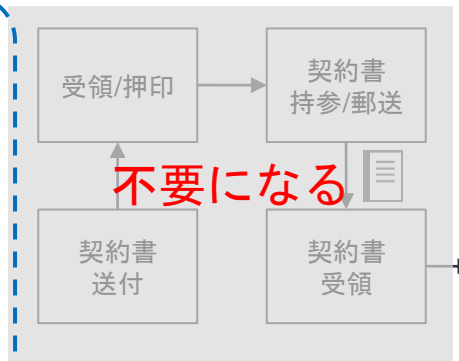 受領/押印
契約書
持参/郵送
不要になる
契約書
送付
契約書
受領